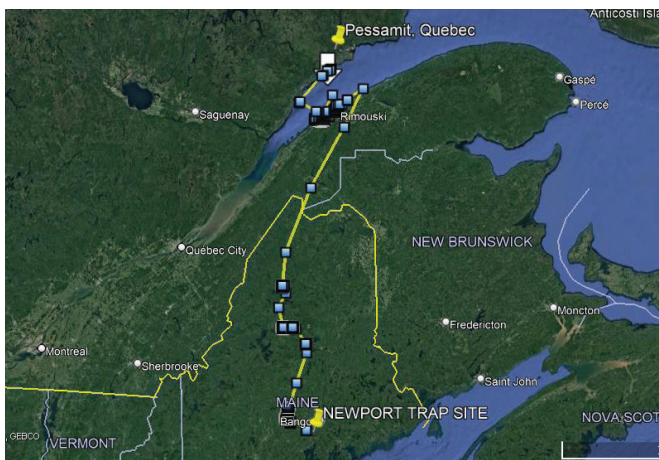 Anticosti Isla
Pessamit, Quebec
Gaspé
Percé
Saguenay
Rimouski
Québec City
NEW BRUNSWICK
Montreal
Sherbrooke
Fredericton
Moncton
Saint John
MAINE
NEWPORT TRAP SITE
Bango
NOVA SCOT
VERMONT
, GEBCO